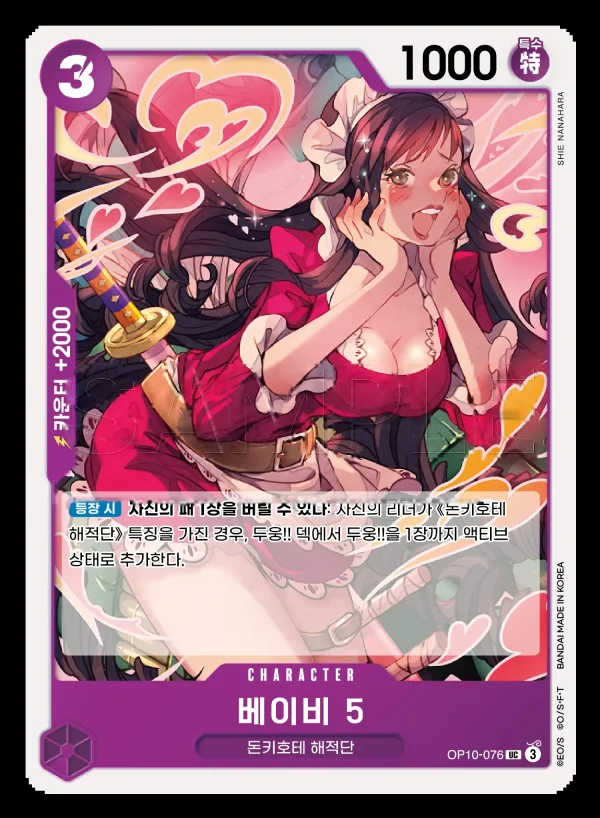 3
1000
특수
特
SHIE NANAHARA
⚡카운터 +2000
SAMPLE
등장 시 자신의 패 1장을 버릴 수 있다: 자신의 리더가 《돈키호테
해적단》 특징을 가진 경우, 두웅!! 덱에서 두웅!!을 1장까지 액티브
상태로 추가한다.
CHARACTER
베이비 5
돈키호테 해적단
OP10-076 UC 3
©EO/S ©O/S·F·T BANDAI MADE IN KOREA